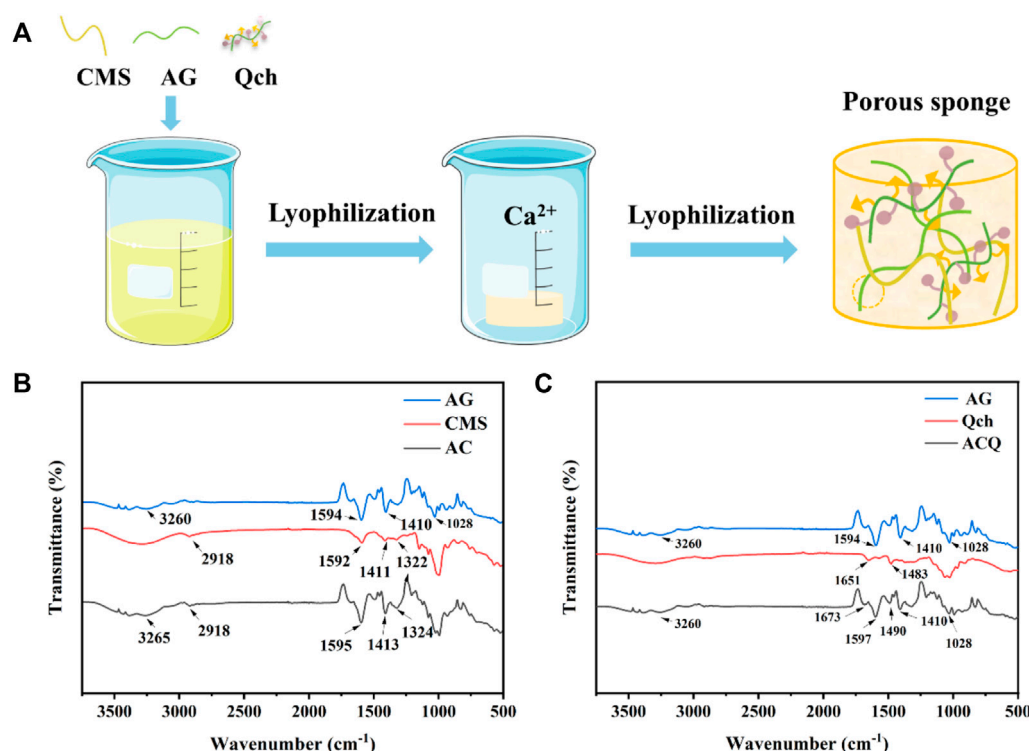 A
CMS AG Qch
Lyophilization
Ca²⁺
Lyophilization
Porous sponge
B
AG
CMS
AC
3260
1594
1410
1028
2918
1592
1411
1322
3265
2918
1595
1413
1324
Transmittance (%)
3500 3000 2500 2000 1500 1000 500
Wavenumber (cm⁻¹)
C
AG
Qch
ACQ
3260
1594
1410
1028
1651
1483
3260
1673
1597
1490
1410
1028
Transmittance (%)
3500 3000 2500 2000 1500 1000 500
Wavenumber (cm⁻¹)